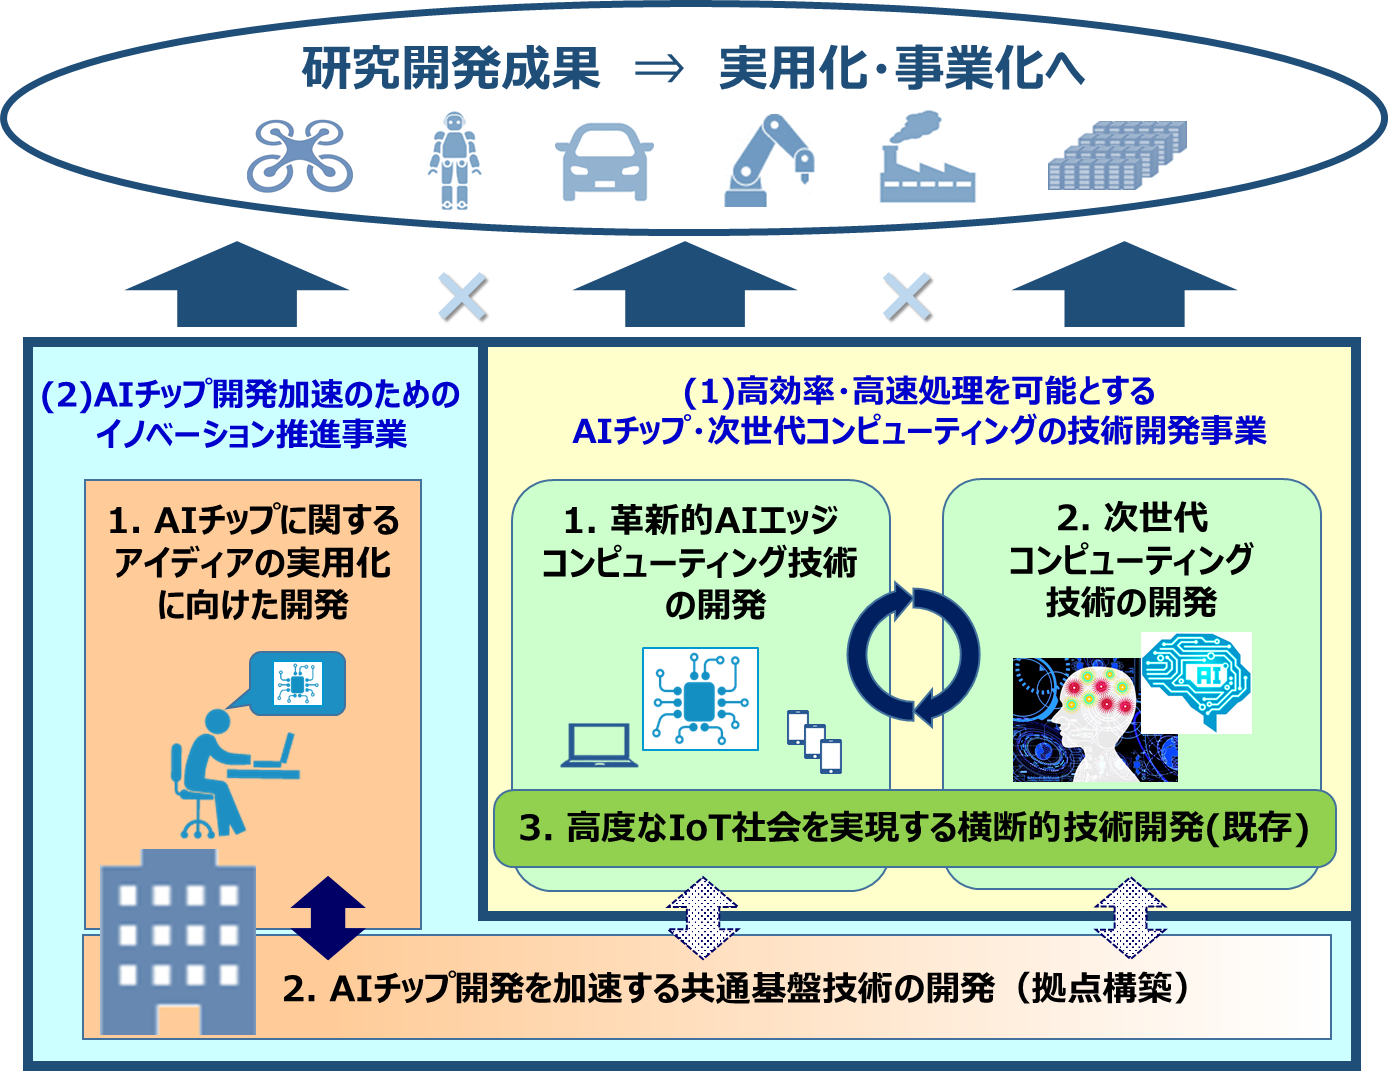 研究開発成果 ⇒ 実用化・事業化へ
(2)AIチップ開発加速のための
イノベーション推進事業
1. AIチップに関する
アイディアの実用化
に向けた開発
(1)高効率・高速処理を可能とする
AIチップ・次世代コンピューティングの技術開発事業
1. 革新的AIエッジ
コンピューティング技術
の開発
2. 次世代
コンピューティング
技術の開発
AI
3. 高度なIoT社会を実現する横断的技術開発(既存)
2. AIチップ開発を加速する共通基盤技術の開発（拠点構築）